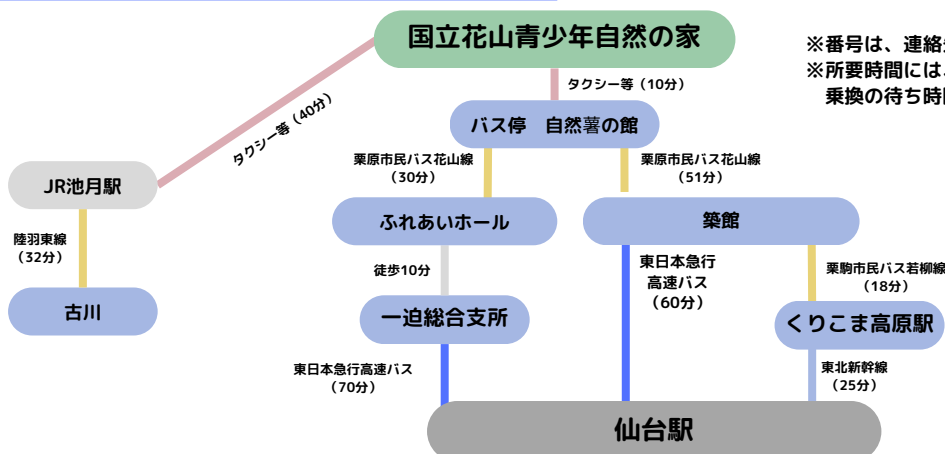 国立花山青少年自然の家
※番号は、連絡
※所要時間には、
乗換の待ち時
タクシー等（10分）
タクシー等（40分）
バス停　自然薯の館
栗原市民バス花山線
（30分）
栗原市民バス花山線
（51分）
JR池月駅
ふれあいホール
築館
陸羽東線
（32分）
徒歩10分
東日本急行
高速バス
（60分）
栗駒市民バス若柳線
（18分）
古川
一迫総合支所
くりこま高原駅
東日本急行高速バス
（70分）
東北新幹線
（25分）
仙台駅